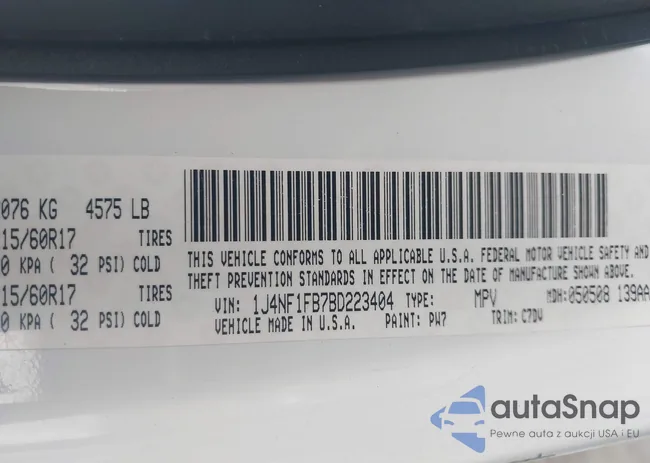 076 KG 4575 LB
15/60R17 TIRES
0 KPA ( 32 PSI) COLD
15/60R17 TIRES
0 KPA ( 32 PSI) COLD
THIS VEHICLE CONFORMS TO ALL APPLICABLE U.S.A. FEDERAL MOTOR VEHICLE SAFETY AND
THEFT PREVENTION STANDARDS IN EFFECT ON THE DATE OF MANUFACTURE SHOWN ABOVE.
VIN: 1J4NF1FB7BD223404 TYPE: MPV MDH:050508 139AA
VEHICLE MADE IN U.S.A. PAINT: PW7 TRIM: C7DV
autaSnap
Pewne auta z aukcji USA i EU